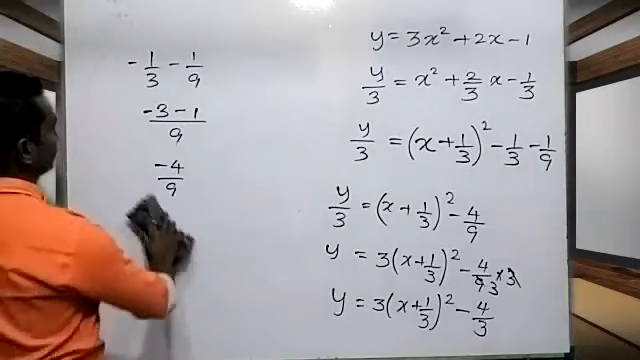 -1/3 - 1/9
-3-1/9
-4/9
y = 3x² + 2x - 1
y/3 = x² + 2/3 x - 1/3
y/3 = (x + 1/3)² - 1/3 - 1/9
y/3 = (x + 1/3)² - 4/9
y = 3(x + 1/3)² - 4/9 3 × 3
y = 3(x + 1/3)² - 4/3